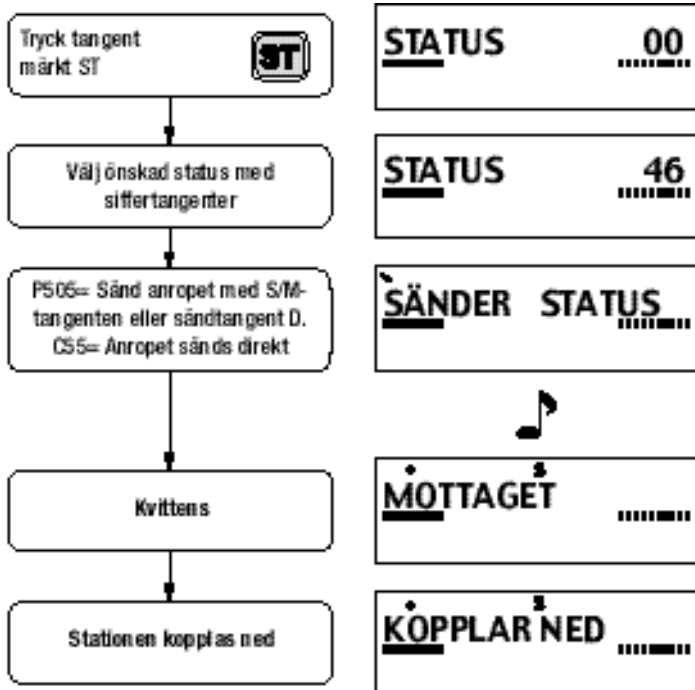 Tryck tangent
märkt ST
ST
STATUS 00
Välj önskad status med
siffertangenter
STATUS 46
P505= Sänd anropet med S/M-
tangenten eller sändtangent D.
C55= Anropet sänds direkt
SÄNDER STATUS
Kvittens
S
MOTTAGET
Stationen kopplas ned
S
KOPPLAR NED